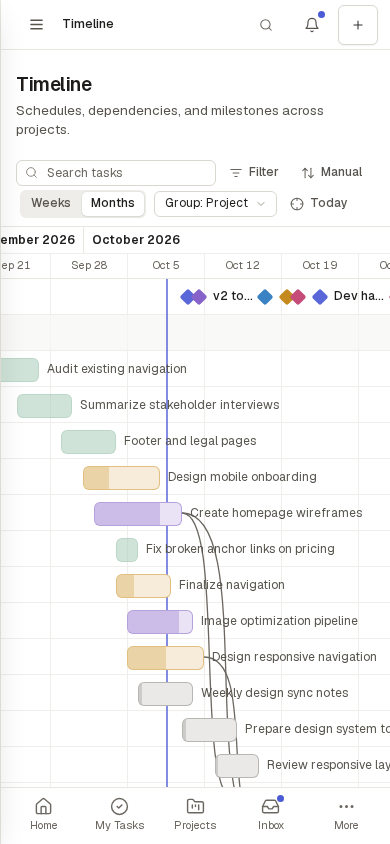 Timeline
Timeline
Schedules, dependencies, and milestones across
projects.
Search tasks
Filter
Manual
Weeks
Months
Group: Project
Today
ember 2026
October 2026
ep 21
Sep 28
Oct 5
Oct 12
Oct 19
Oc
v2 to...
Dev ha...
Audit existing navigation
Summarize stakeholder interviews
Footer and legal pages
Design mobile onboarding
Create homepage wireframes
Fix broken anchor links on pricing
Finalize navigation
Image optimization pipeline
Design responsive navigation
Weekly design sync notes
Prepare design system to
Review responsive lay
Home
My Tasks
Projects
Inbox
More